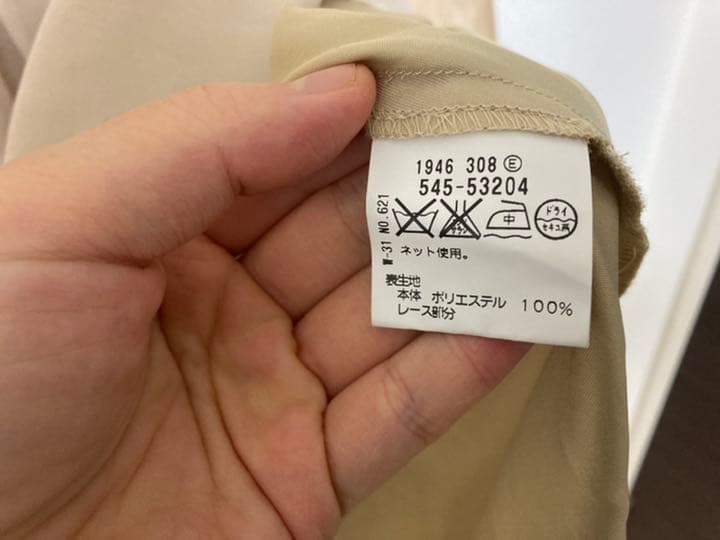 1946 308 Ⓔ
545-53204
W-31 NO.621
中
ドライ
セキユ系
ネット使用。
表生地
本体 ポリエステル 100%
レース部分